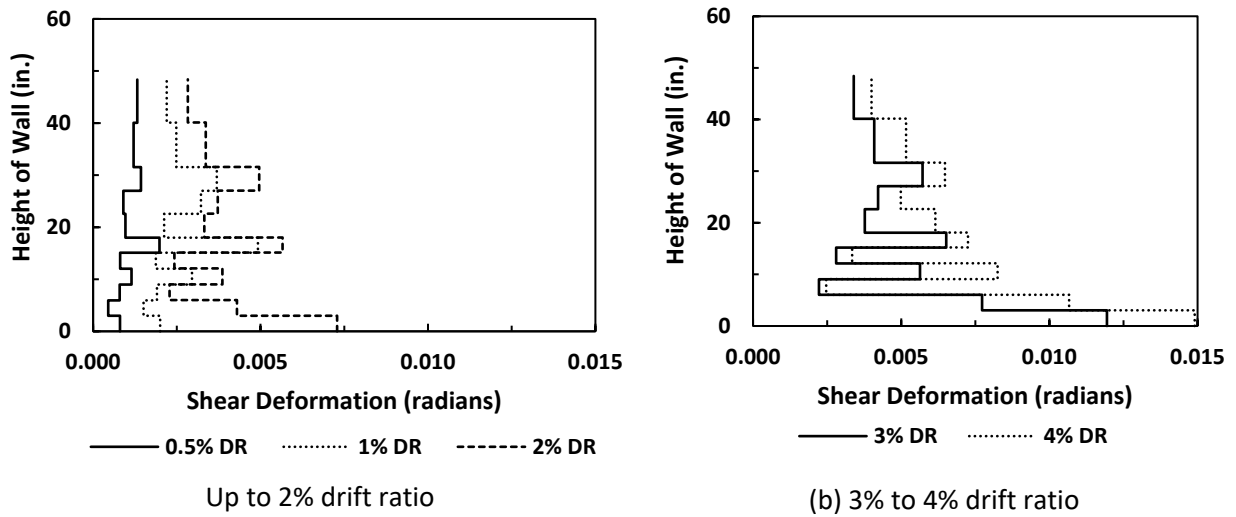 60
40
20
0
Height of Wall (in.)
0.000 0.005 0.010 0.015
Shear Deformation (radians)
0.5% DR 1% DR 2% DR
Up to 2% drift ratio
60
40
20
0
Height of Wall (in.)
0.000 0.005 0.010 0.015
Shear Deformation (radians)
3% DR 4% DR
(b) 3% to 4% drift ratio